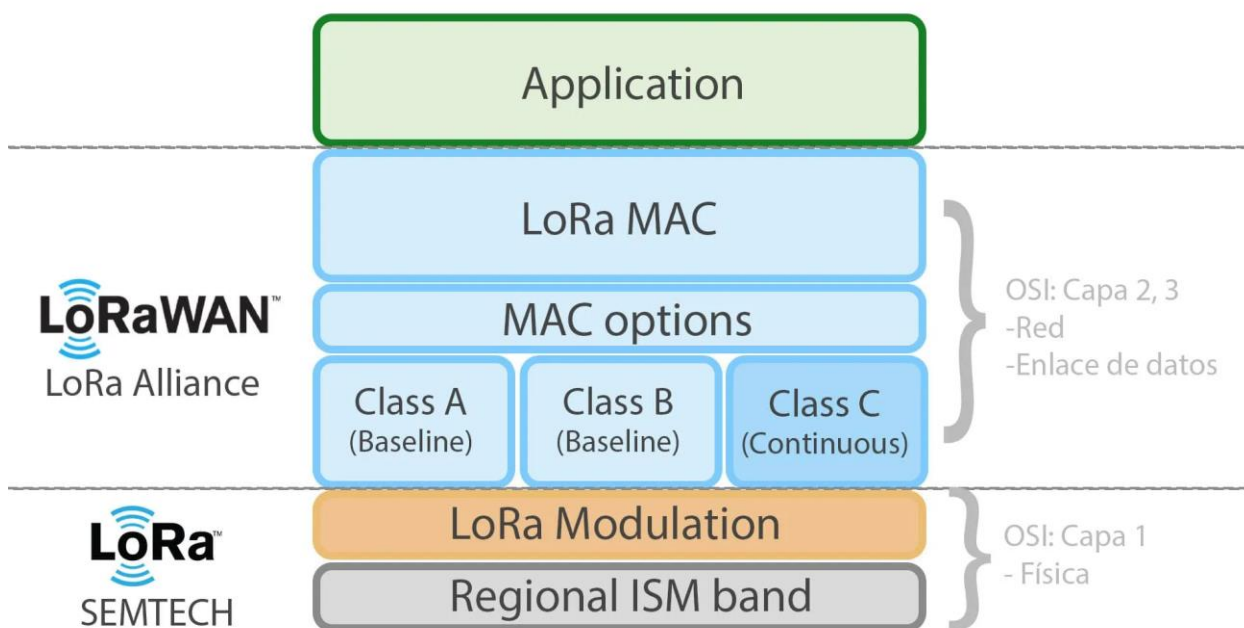 Application
LoRa MAC
MAC options
Class A
(Baseline)
Class B
(Baseline)
Class C
(Continuous)
LoRa Modulation
Regional ISM band
LoRaWAN™
LoRa Alliance
LoRa™
SEMTECH
OSI: Capa 2, 3
-Red
-Enlace de datos
OSI: Capa 1
- Física